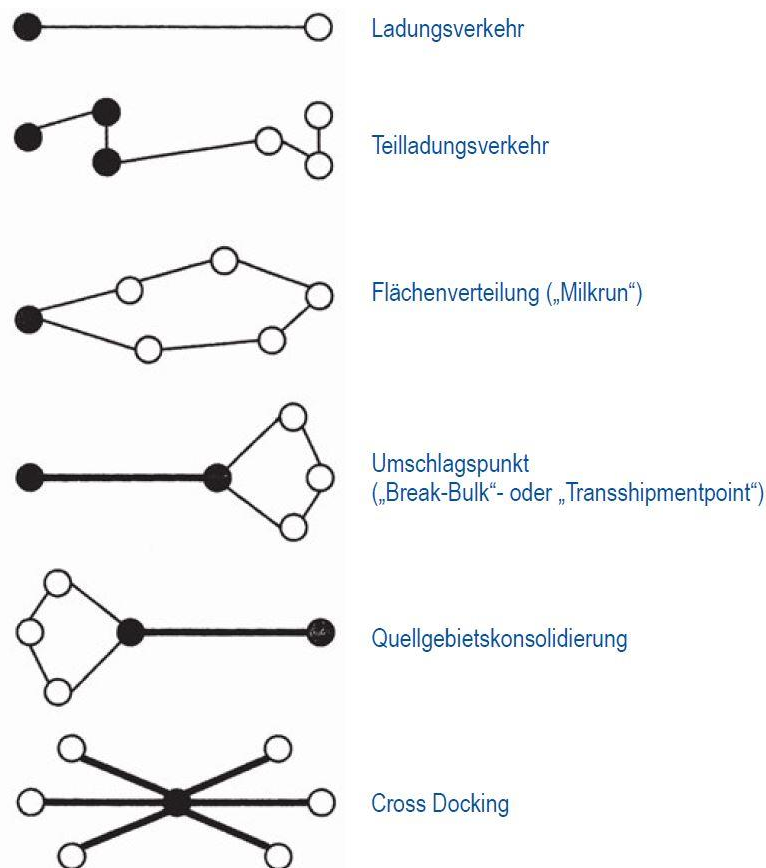 Ladungsverkehr
Teilladungsverkehr
Flächenverteilung („Milkrun“)
Umschlagspunkt
(„Break-Bulk“- oder „Transshipmentpoint“)
Quellgebietskonsolidierung
Cross Docking